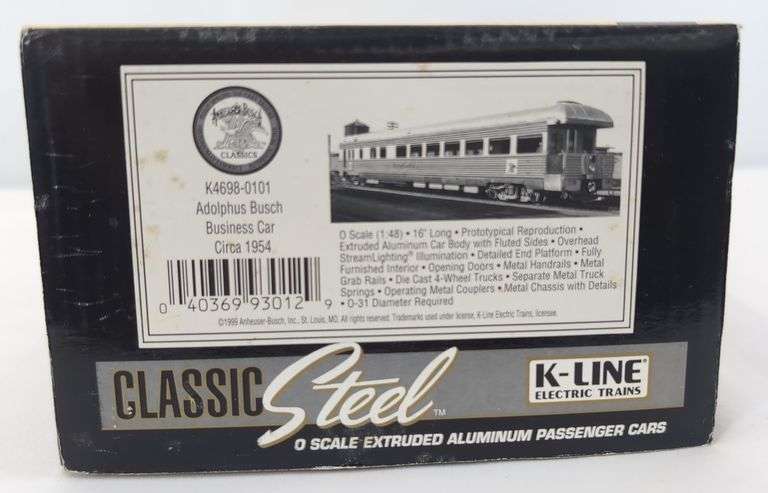 ANHEUSER-BUSCH
CLASSICS
K4698-0101
Adolphus Busch
Business Car
Circa 1954
0 40369 93012 9
O Scale (1:48) • 16" Long • Prototypical Reproduction •
Extruded Aluminum Car Body with Fluted Sides • Overhead
StreamLighting® Illumination • Detailed End Platform • Fully
Furnished Interior • Opening Doors • Metal Handrails • Metal
Grab Rails • Die Cast 4-Wheel Trucks • Separate Metal Truck
Springs • Operating Metal Couplers • Metal Chassis with Details
• O-31 Diameter Required
©1999 Anheuser-Busch, Inc., St. Louis, MO. All rights reserved. Trademarks used under license, K-Line Electric Trains, licensee.
CLASSIC Steel™
K-LINE®
ELECTRIC TRAINS
O SCALE EXTRUDED ALUMINUM PASSENGER CARS